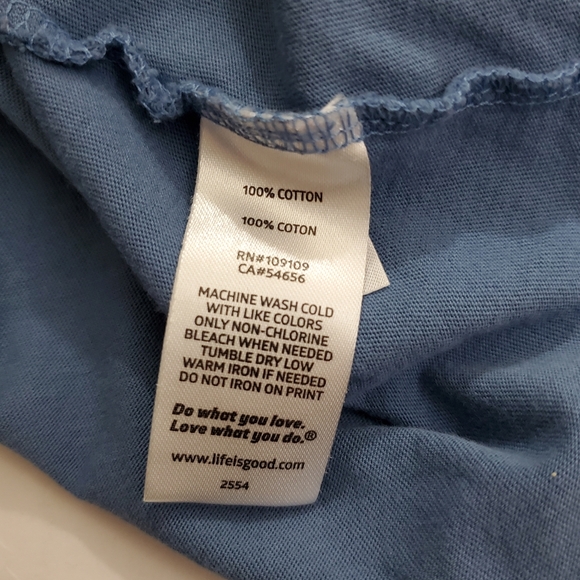 100% COTTON
100% COTON
RN#109109
CA#54656
MACHINE WASH COLD
WITH LIKE COLORS
ONLY NON-CHLORINE
BLEACH WHEN NEEDED
TUMBLE DRY LOW
WARM IRON IF NEEDED
DO NOT IRON ON PRINT
Do what you love.
Love what you do.®
www.lifeisgood.com
2554